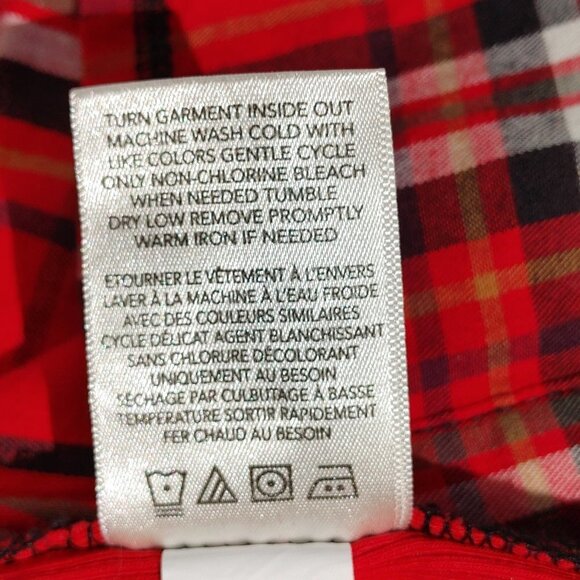 TURN GARMENT INSIDE OUT
MACHINE WASH COLD WITH
LIKE COLORS GENTLE CYCLE
ONLY NON-CHLORINE BLEACH
WHEN NEEDED TUMBLE
DRY LOW REMOVE PROMPTLY
WARM IRON IF NEEDED
ETOURNER LE VÊTEMENT À L'ENVERS
LAVER À LA MACHINE À L'EAU FROIDE
AVEC DES COULEURS SIMILAIRES
CYCLE DÉLICAT AGENT BLANCHISSANT
SANS CHLORURE DÉCOLORANT
UNIQUEMENT AU BESOIN
SÉCHAGE PAR CULBUTAGE À BASSE
TEMPÉRATURE SORTIR RAPIDEMENT
FER CHAUD AU BESOIN